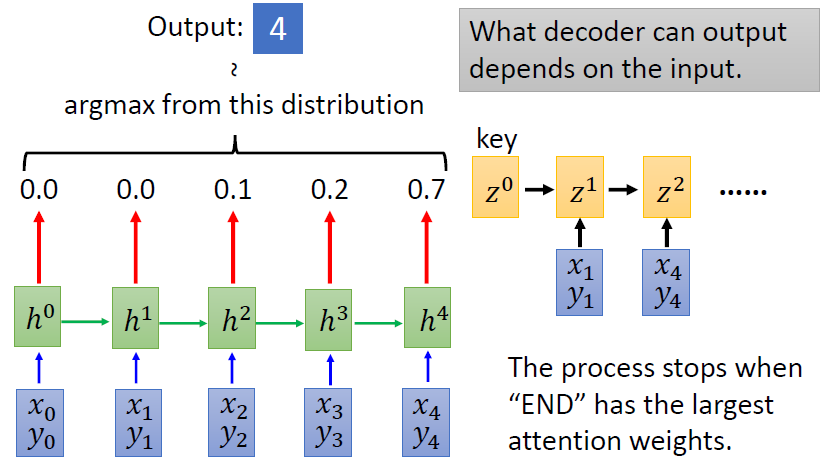 Output: 4
~
argmax from this distribution
0.0 0.0 0.1 0.2 0.7
h⁰ h¹ h² h³ h⁴
x₀ x₁ x₂ x₃ x₄
y₀ y₁ y₂ y₃ y₄
What decoder can output
depends on the input.
key
z⁰ z¹ z² ......
x₁ x₄
y₁ y₄
The process stops when
“END” has the largest
attention weights.